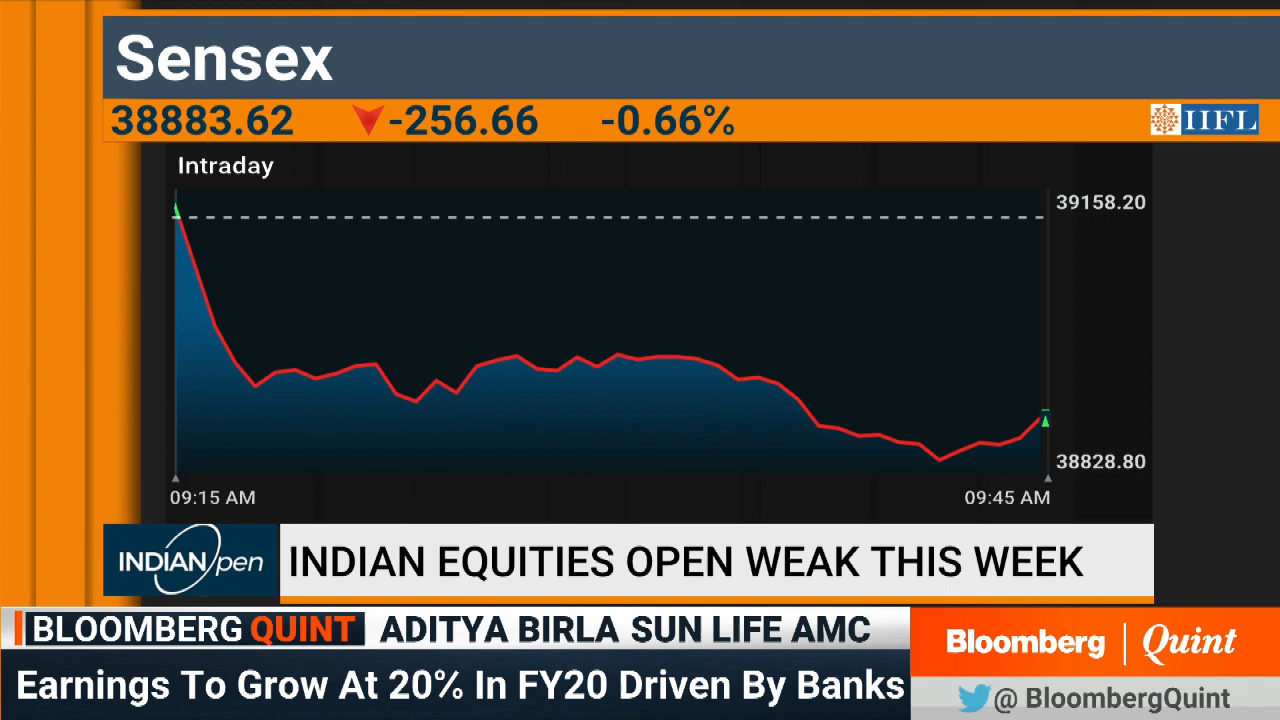 Sensex
38883.62 -256.66 -0.66%
IIFL
Intraday
39158.20
38828.80
09:15 AM 09:45 AM
INDIAN Open
INDIAN EQUITIES OPEN WEAK THIS WEEK
BLOOMBERG QUINT ADITYA BIRLA SUN LIFE AMC
Earnings To Grow At 20% In FY20 Driven By Banks
Bloomberg | Quint
@ BloombergQuint